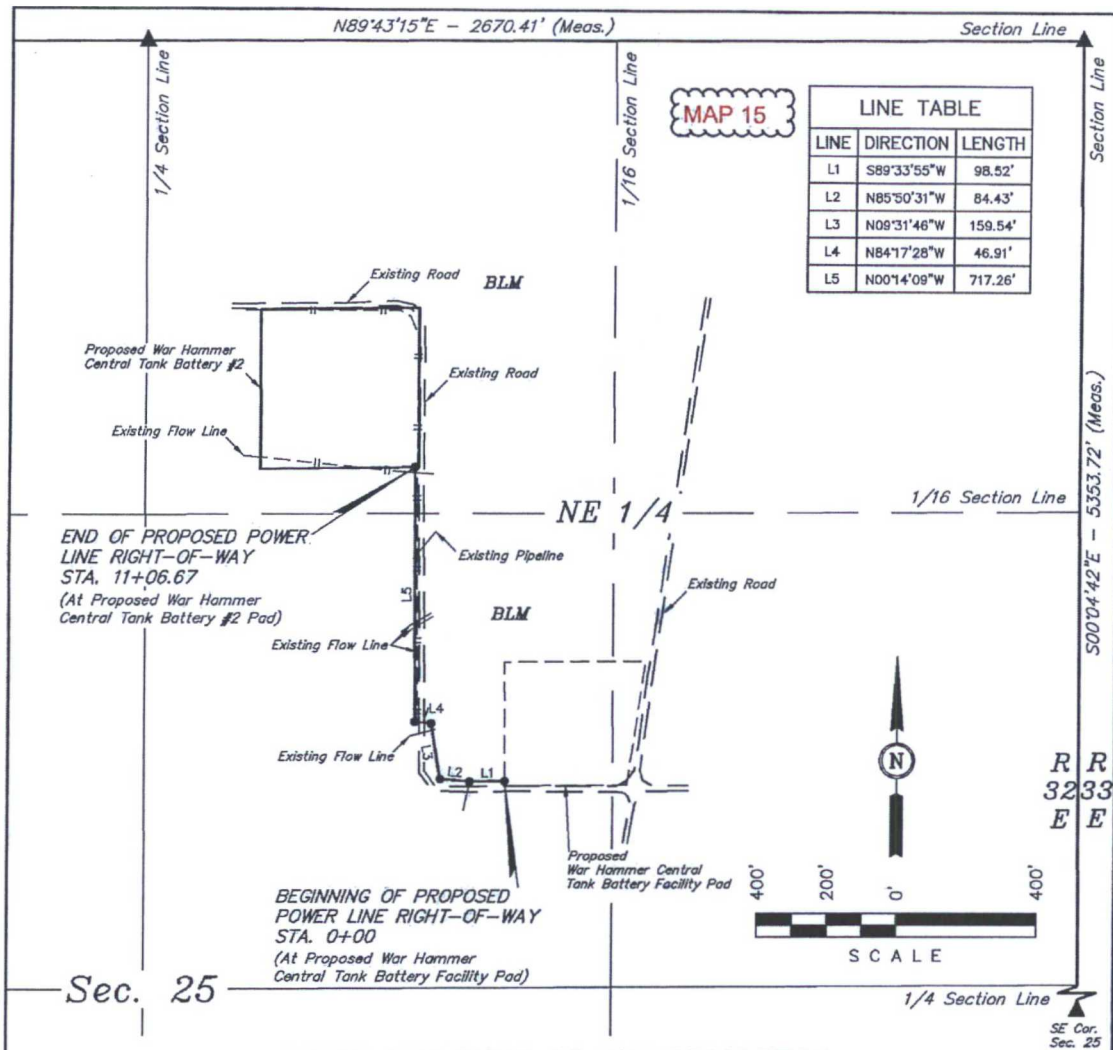 N89°43'15"E - 2670.41' (Meas.)
Section Line
1/4 Section Line
1/16 Section Line
Section Line
MAP 15
LINE TABLE
LINE DIRECTION LENGTH
L1 S89°33'55"W 98.52'
L2 N85°50'31"W 84.43'
L3 N09°31'46"W 159.54'
L4 N84°17'28"W 46.91'
L5 N00°14'09"W 717.26'
Existing Road
BLM
Proposed War Hammer
Central Tank Battery #2
Existing Road
Existing Flow Line
S00°04'42"E - 5353.72' (Meas.)
1/16 Section Line
NE 1/4
END OF PROPOSED POWER
LINE RIGHT-OF-WAY
STA. 11+06.67
(At Proposed War Hammer
Central Tank Battery #2 Pad)
Existing Pipeline
Existing Road
L5
BLM
Existing Flow Line
L4
Existing Flow Line
L3
L2
L1
N
R R
32 33
E E
Proposed
War Hammer Central
Tank Battery Facility Pad
BEGINNING OF PROPOSED
POWER LINE RIGHT-OF-WAY
STA. 0+00
(At Proposed War Hammer
Central Tank Battery Facility Pad)
400' 200' 0' 400'
SCALE
Sec. 25
1/4 Section Line
SE Cor.
Sec. 25